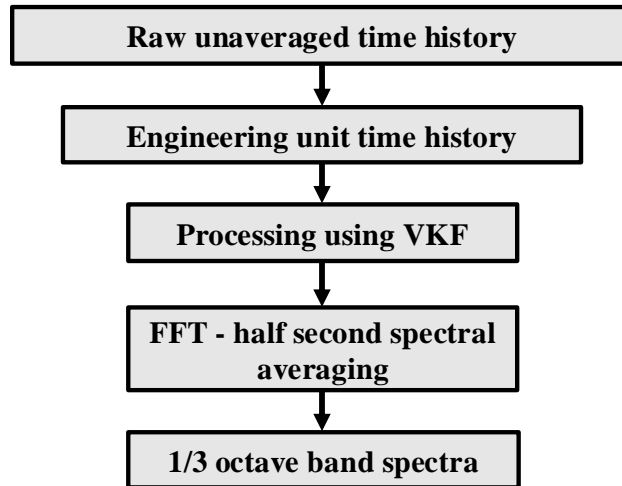 Raw unaveraged time history
Engineering unit time history
Processing using VKF
FFT - half second spectral
averaging
1/3 octave band spectra